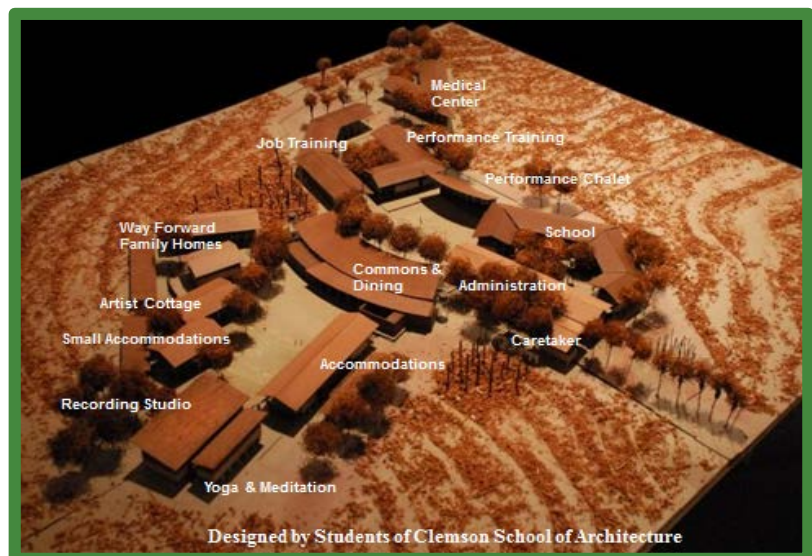 Medical
Center
Job Training
Performance Training
Performance Chalet
Way Forward
Family Homes
School
Commons &
Dining
Administration
Artist Cottage
Small Accommodations
Caretaker
Accommodations
Recording Studio
Yoga & Meditation
Designed by Students of Clemson School of Architecture